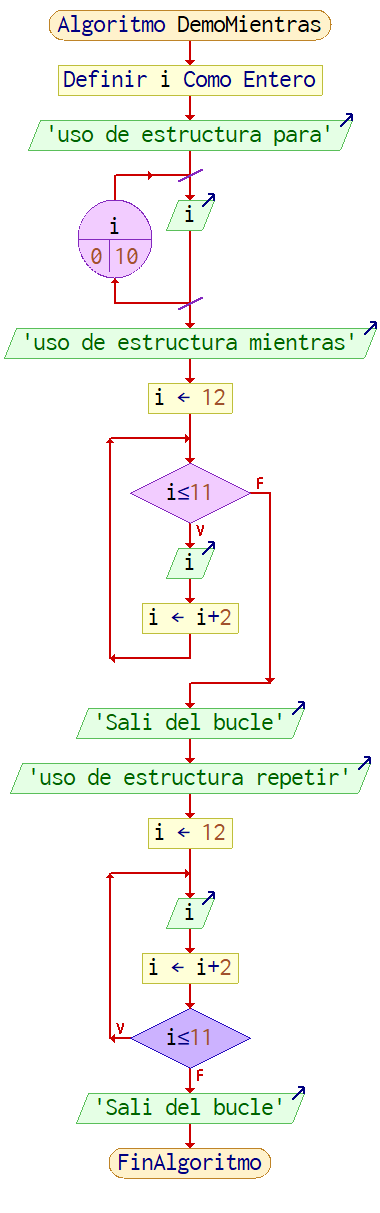 Algoritmo DemoMientras
Definir i Como Entero
'uso de estructura para'
i
i
0 10
'uso de estructura mientras'
i ← 12
i≤11
F
V
i
i ← i+2
'Sali del bucle'
'uso de estructura repetir'
i ← 12
i
i ← i+2
i≤11
V
F
'Sali del bucle'
FinAlgoritmo